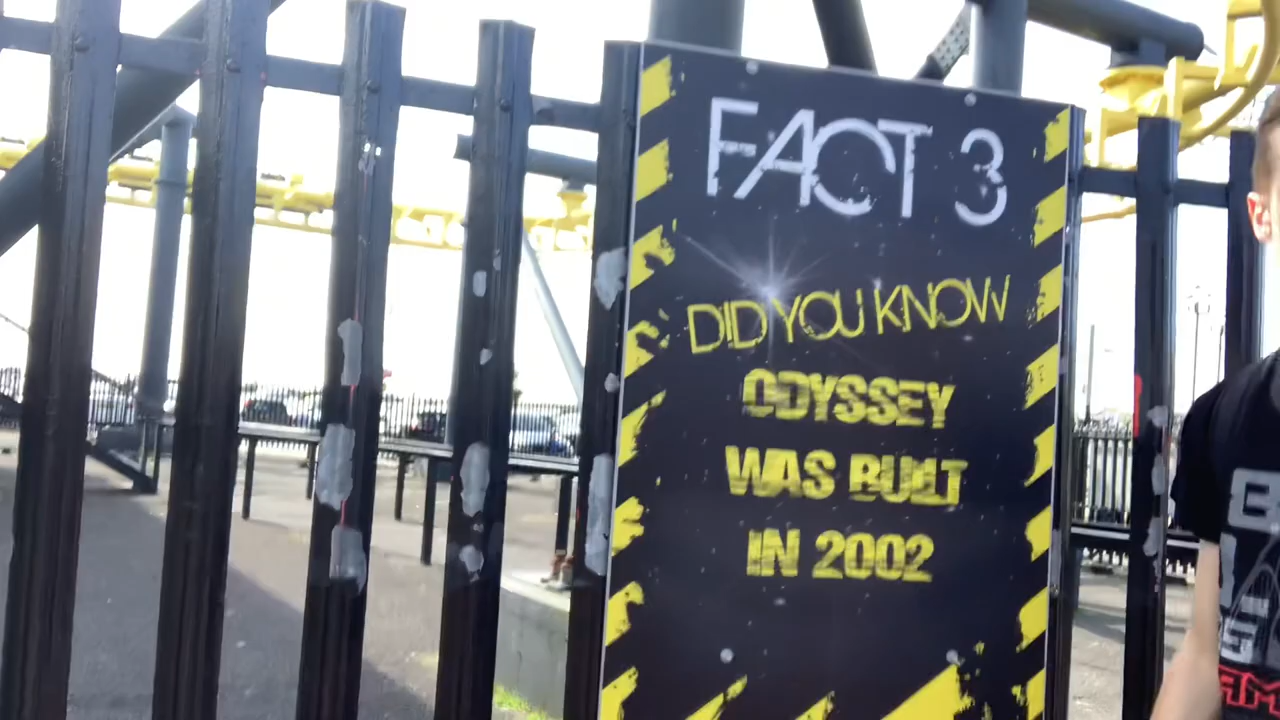 FACT 3
DID YOU KNOW
ODYSSEY
WAS BUILT
IN 2002